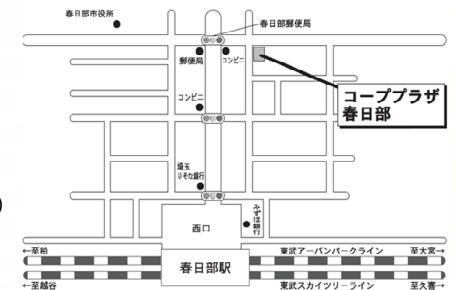 春日部市役所
春日部郵便局
郵便局
コンビニ
コーププラザ
春日部
コンビニ
埼玉
りそな銀行
みずほ銀行
西口
←至柏
東武アーバンパークライン
至大宮→
春日部駅
←至越谷
東武スカイツリーライン
至久喜→